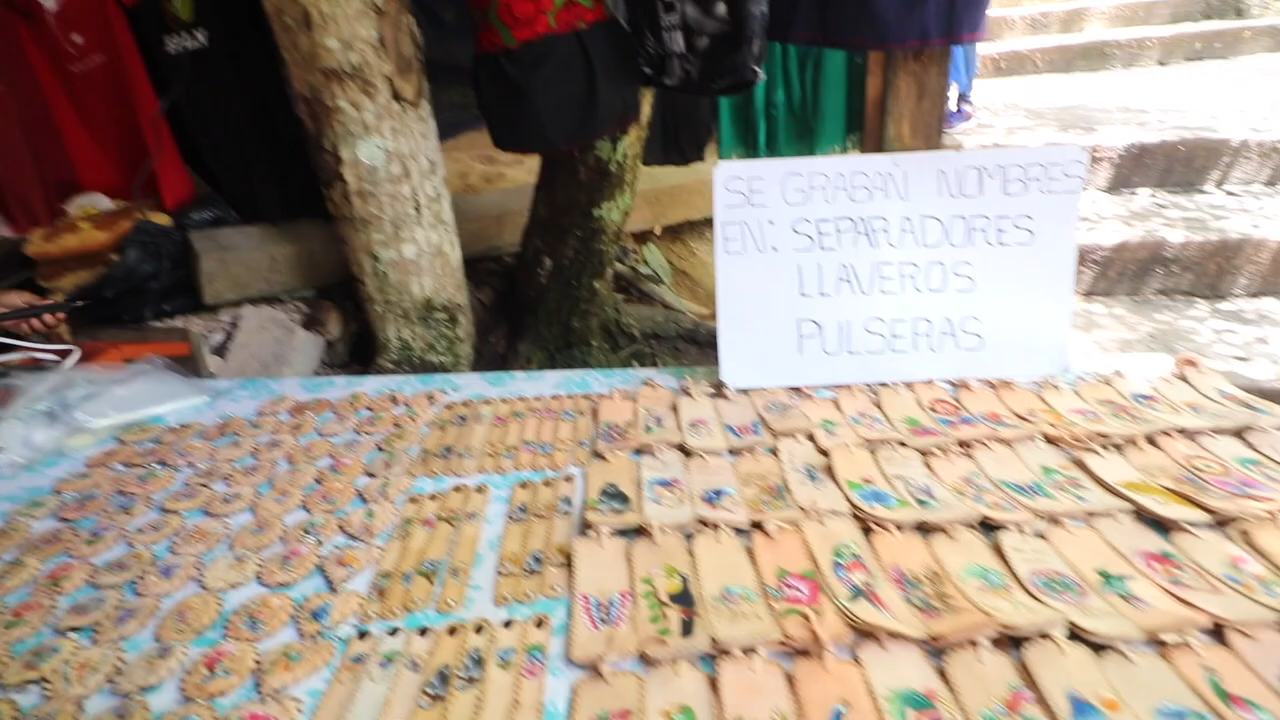 SE GRABAN NOMBRES
EN: SEPARADORES
LLAVEROS
PULSERAS